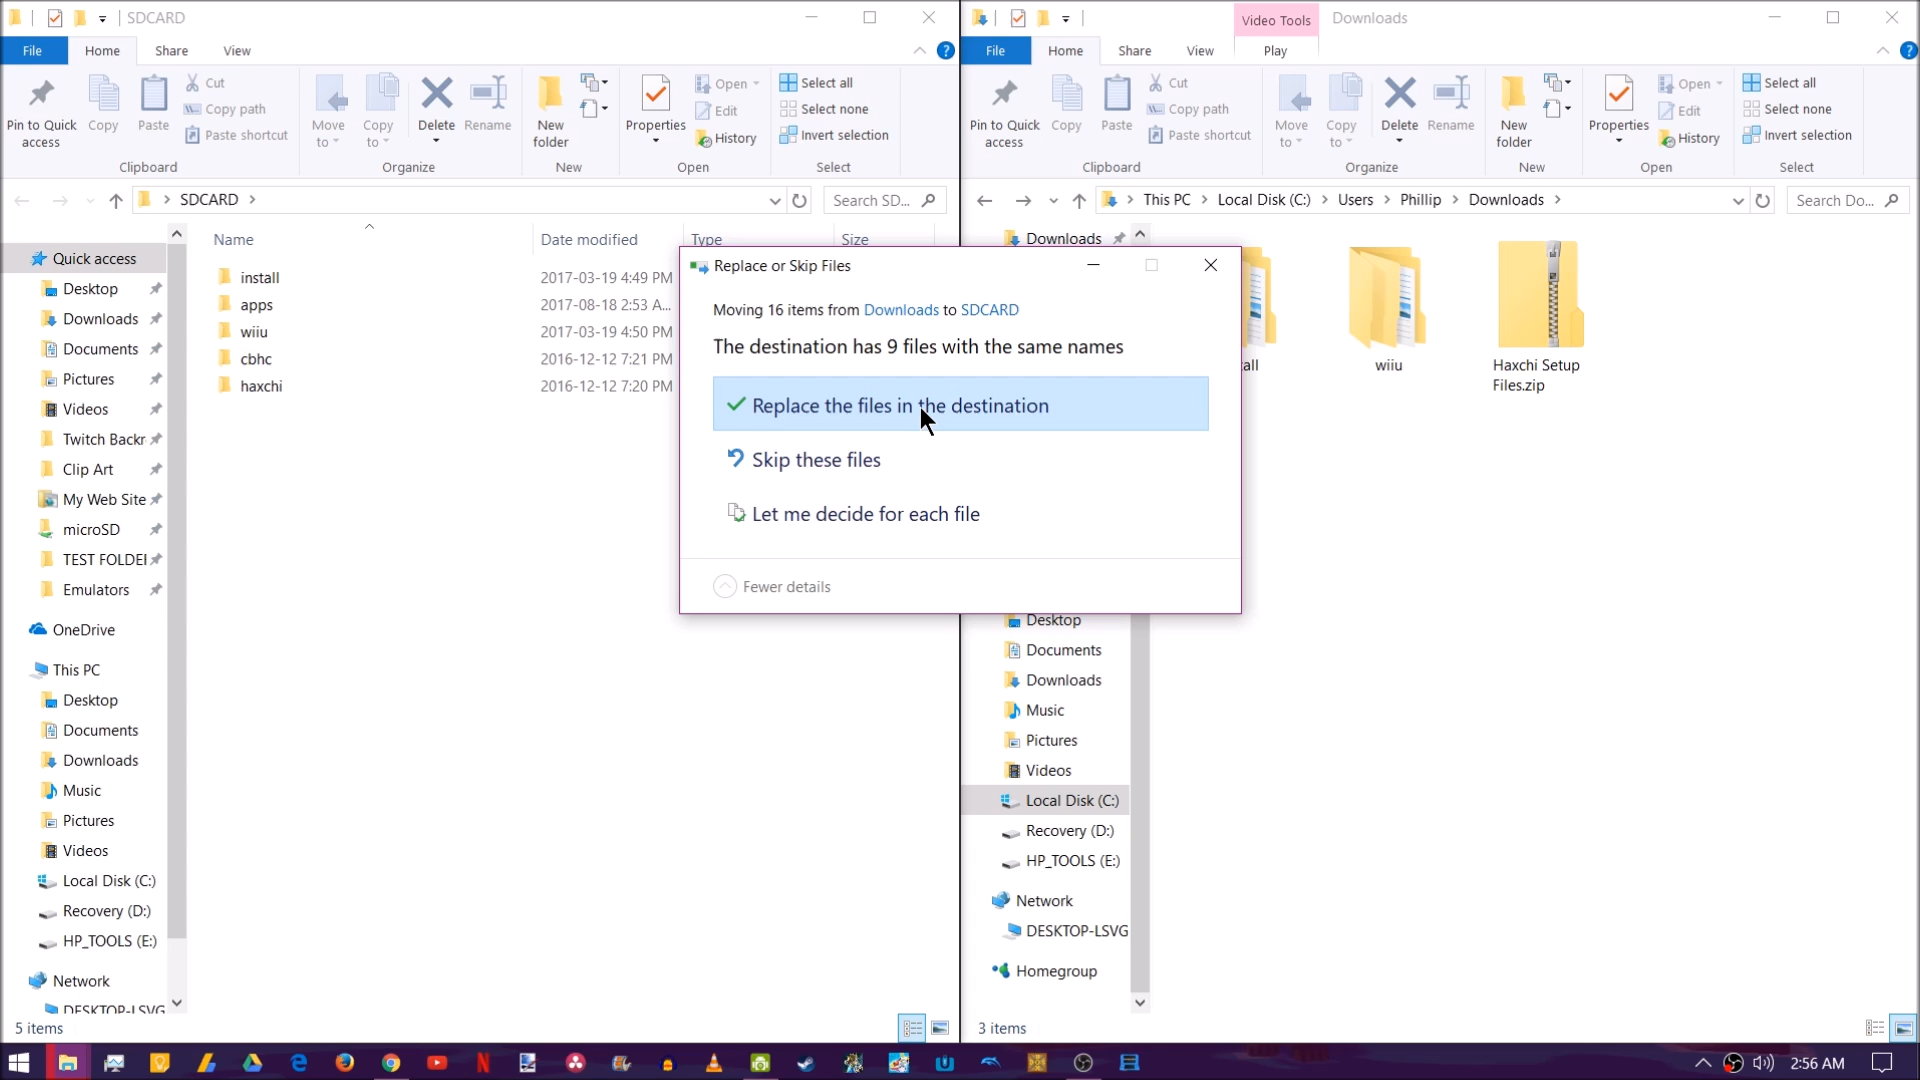 SDCARD
File
Home
Share
View
Pin to Quick access
Copy
Paste
Cut
Copy path
Paste shortcut
Clipboard
Move to
Copy to
Delete
Rename
Organize
New folder
New
Properties
Open
Edit
History
Open
Select all
Select none
Invert selection
Select
SDCARD
Search SD...
Name
Date modified
Type
Size
Quick access
Desktop
Downloads
Documents
Pictures
Videos
Twitch Backr
Clip Art
My Web Site
microSD
TEST FOLDER
Emulators
OneDrive
This PC
Desktop
Documents
Downloads
Music
Pictures
Videos
Local Disk (C:)
Recovery (D:)
HP_TOOLS (E:)
Network
DESKTOP-LSVG
install 2017-03-19 4:49 PM
apps 2017-08-18 2:53 A...
wiiu 2017-03-19 4:50 PM
cbhc 2016-12-12 7:21 PM
haxchi 2016-12-12 7:20 PM
5 items
Replace or Skip Files
Moving 16 items from Downloads to SDCARD
The destination has 9 files with the same names
Replace the files in the destination
Skip these files
Let me decide for each file
Fewer details
Video Tools
Downloads
File
Home
Share
View
Play
Pin to Quick access
Copy
Paste
Cut
Copy path
Paste shortcut
Clipboard
Move to
Copy to
Delete
Rename
Organize
New folder
New
Properties
Open
Edit
History
Open
Select all
Select none
Invert selection
Select
This PC
Local Disk (C:)
Users
Phillip
Downloads
Search Do...
Downloads
all
wiiu
Haxchi Setup
Files.zip
Desktop
Documents
Downloads
Music
Pictures
Videos
Local Disk (C:)
Recovery (D:)
HP_TOOLS (E:)
Network
DESKTOP-LSVG
Homegroup
3 items
2:56 AM